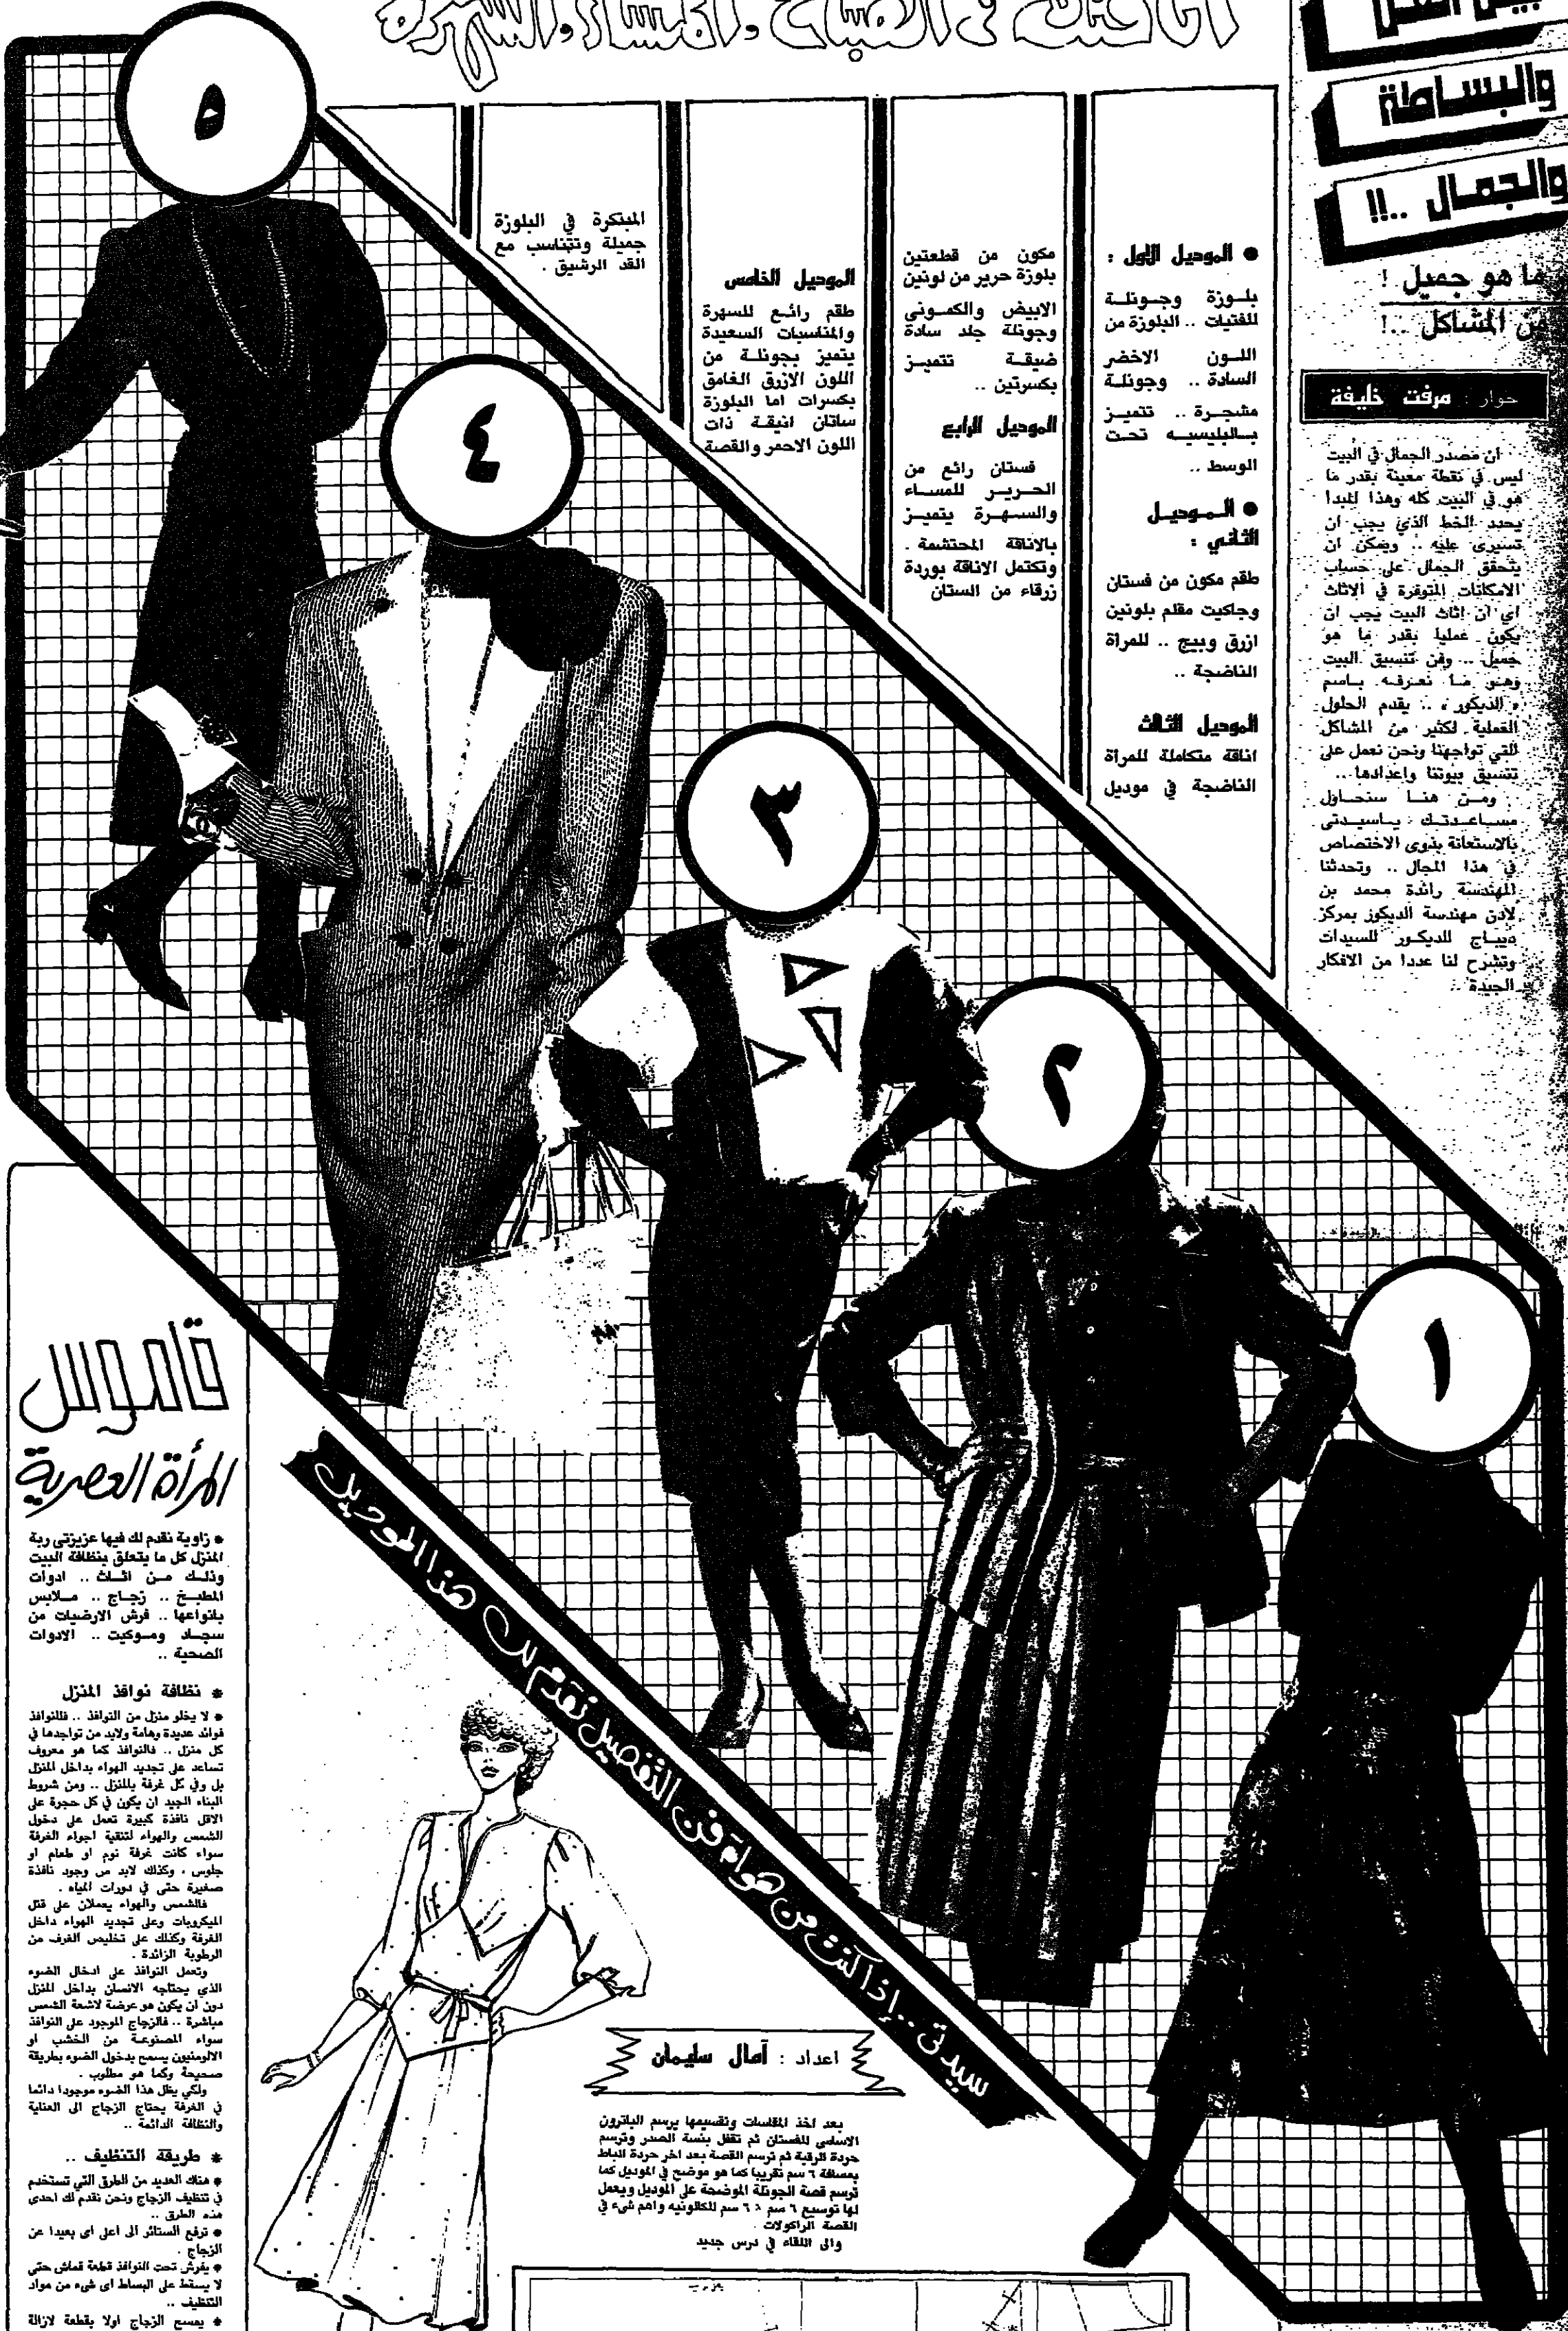 أناقتك في الصباح والمساء والسهرة
والبساطة
والجمال ..!!
ما هو جميل !
من المشاكل ..!
حوار : مرفت خليفة
ان مصدر الجمال في البيت
ليس في نقطة معينة بقدر ما
هو في البيت كله وهذا المبدا
يحدد الخط الذي يجب ان
تسيرى عليه .. ويمكن ان
يتحقق الجمال على حساب
الامكانات المتوفرة في الاثاث
اي ان اثاث البيت يجب ان
يكون عمليا بقدر ما هو
جميل .. وفن تنسيق البيت
وهو ما نعرفه باسم
« الديكور » .. يقدم الحلول
العملية لكثير من المشاكل
التي تواجهنا ونحن نعمل على
تنسيق بيوتنا واعدادها ...
ومن هنا سنحاول
مساعدتك ياسيدتى
بالاستعانة بذوى الاختصاص
في هذا المجال .. وتحدثنا
المهندسة رائدة محمد بن
لادن مهندسة الديكور بمركز
ديباج للديكور للسيدات
وتشرح لنا عددا من الافكار
الجيدة ..
● الموديل الاول :
بلوزة وجونلة
للفتيات .. البلوزة من
اللون الاخضر
السادة .. وجونلة
مشجرة .. تتميز
بالبليسيه تحت
الوسط ..
● الموديل
الثاني :
طقم مكون من فستان
وجاكيت مقلم بلونين
ازرق وبيج .. للمراة
الناضجة ..
الموديل الثالث
اناقة متكاملة للمراة
الناضجة في موديل
مكون من قطعتين
بلوزة حرير من لونين
الابيض والكمونى
وجونلة جلد سادة
ضيقة تتميز
بكسرتين ..
الموديل الرابع
فستان رائع من
الحرير للمساء
والسهرة يتميز
بالاناقة المحتشمة .
وتكتمل الاناقة بوردة
زرقاء من الستان
الموديل الخامس
طقم رائع للسهرة
والمناسبات السعيدة
يتميز بجونلة من
اللون الازرق الغامق
بكسرات اما البلوزة
ساتان انيقة ذات
اللون الاحمر والقصة
المبتكرة في البلوزة
جميلة وتتناسب مع
القد الرشيق .
٥
٤
٣
٢
١
سيدتى .. إذا كنت من هواة فن التفصيل نقدم لك هذا الموديل
اعداد : آمال سليمان
بعد اخذ المقاسات وتقسيمها يرسم الباترون
الاساسى للفستان ثم تقفل بنسة الصدر وترسم
حردة الرقبة ثم ترسم القصة بعد اخر حردة الباط
بمسافة ٦ سم تقريبا كما هو موضح في الموديل كما
ترسم قصة الجونلة الموضحة على الموديل ويعمل
لها توسيع ٦ سم × ٦ سم للكلونيه واهم شىء في
القصة الراكولات .
والى اللقاء في درس جديد
قاموس
المرأة العصرية
* زاوية نقدم لك فيها عزيزتى ربة
المنزل كل ما يتعلق بنظافة البيت
وذلك من اثاث .. ادوات
المطبخ .. زجاج .. ملابس
بانواعها .. فرش الارضيات من
سجاد وموكيت .. الادوات
الصحية ..
* نظافة نوافذ المنزل
* لا يخلو منزل من النوافذ .. فللنوافذ
فوائد عديدة وهامة ولابد من تواجدها في
كل منزل .. فالنوافذ كما هو معروف
تساعد على تجديد الهواء بداخل المنزل
بل وفي كل غرفة بالمنزل .. ومن شروط
البناء الجيد ان يكون في كل حجرة على
الاقل نافذة كبيرة تعمل على دخول
الشمس والهواء لتنقية اجواء الغرفة
سواء كانت غرفة نوم او طعام او
جلوس ، وكذلك لابد من وجود نافذة
صغيرة حتى في دورات المياه .
فالشمس والهواء يعملان على قتل
الميكروبات وعلى تجديد الهواء داخل
الغرفة وكذلك على تخليص الغرف من
الرطوبة الزائدة .
وتعمل النوافذ على ادخال الضوء
الذي يحتاجه الانسان بداخل المنزل
دون ان يكون هو عرضة لاشعة الشمس
مباشرة .. فالزجاج الموجود على النوافذ
سواء المصنوعة من الخشب او
الالومنيون يسمح بدخول الضوء بطريقة
صحيحة وكما هو مطلوب .
ولكي يظل هذا الضوء موجودا دائما
في الغرفة يحتاج الزجاج الى العناية
والنظافة الدائمة ..
* طريقة التنظيف ..
* هناك العديد من الطرق التي تستخدم
في تنظيف الزجاج ونحن نقدم لك احدى
هذه الطرق ..
* ترفع الستائر الى اعلى اى بعيدا عن
الزجاج .
* يفرش تحت النوافذ قطعة قماش حتى
لا يسقط على البساط اى شىء من مواد
التنظيف ..
* يمسح الزجاج اولا بقطعة لازالة